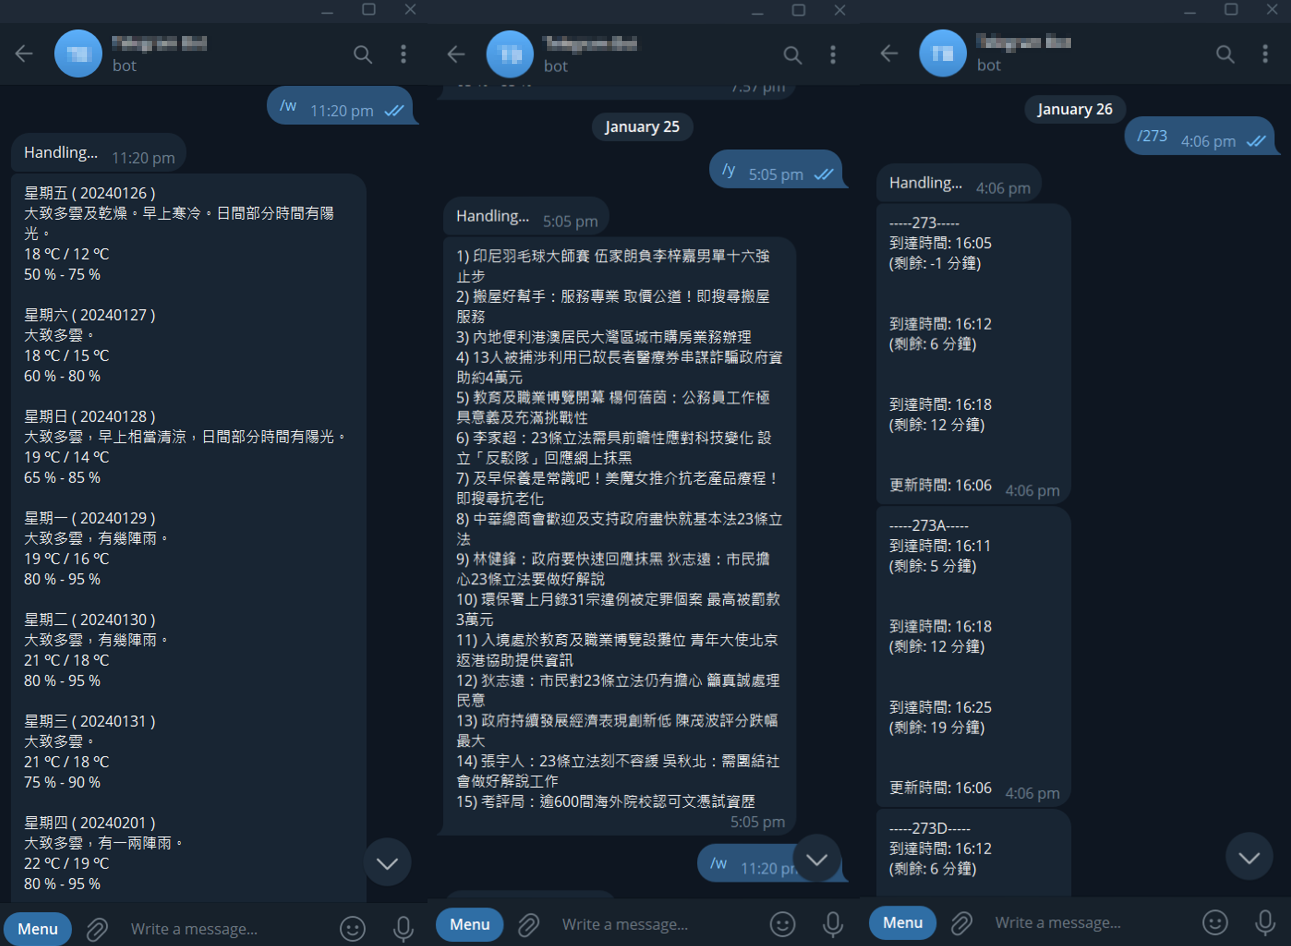 bot
/w 11:20 pm
Handling... 11:20 pm
星期五 ( 20240126 )
大致多雲及乾燥。早上寒冷。日間部分時間有陽
光。
18 ºC / 12 ºC
50 % - 75 %
星期六 ( 20240127 )
大致多雲。
18 ºC / 15 ºC
60 % - 80 %
星期日 ( 20240128 )
大致多雲，早上相當清涼，日間部分時間有陽光。
19 ºC / 14 ºC
65 % - 85 %
星期一 ( 20240129 )
大致多雲，有幾陣雨。
19 ºC / 16 ºC
80 % - 95 %
星期二 ( 20240130 )
大致多雲，有幾陣雨。
21 ºC / 18 ºC
80 % - 95 %
星期三 ( 20240131 )
大致多雲。
21 ºC / 18 ºC
75 % - 90 %
星期四 ( 20240201 )
大致多雲，有一兩陣雨。
22 ºC / 19 ºC
80 % - 95 %
Menu Write a message...
bot
7:57 pm
January 25
/y 5:05 pm
Handling... 5:05 pm
1) 印尼羽毛球大師賽 伍家朗負李梓嘉男單十六強
止步
2) 搬屋好幫手：服務專業 取價公道！即搜尋搬屋
服務
3) 內地便利港澳居民大灣區城市購房業務辦理
4) 13人被捕涉利用已故長者醫療券串謀詐騙政府資
助約4萬元
5) 教育及職業博覽開幕 楊何蓓茵：公務員工作極
具意義及充滿挑戰性
6) 李家超：23條立法需具前瞻性應對科技變化 設
立「反駁隊」回應網上抹黑
7) 及早保養是常識吧！美魔女推介抗老產品療程！
即搜尋抗老化
8) 中華總商會歡迎及支持政府盡快就基本法23條立
法
9) 林健鋒：政府要快速回應抹黑 狄志遠：市民擔
心23條立法要做好解說
10) 環保署上月錄31宗違例被定罪個案 最高被罰款
3萬元
11) 入境處於教育及職業博覽設攤位 青年大使北京
返港協助提供資訊
12) 狄志遠：市民對23條立法仍有擔心 籲真誠處理
民意
13) 政府持續發展經濟表現創新低 陳茂波評分跌幅
最大
14) 張宇人：23條立法刻不容緩 吳秋北：需團結社
會做好解說工作
15) 考評局：逾600間海外院校認可文憑試資歷
5:05 pm
/w 11:20 pm
Menu Write a message...
bot
January 26
/273 4:06 pm
Handling... 4:06 pm
-----273-----
到達時間: 16:05
(剩餘: -1 分鐘)
到達時間: 16:12
(剩餘: 6 分鐘)
到達時間: 16:18
(剩餘: 12 分鐘)
更新時間: 16:06 4:06 pm
-----273A-----
到達時間: 16:11
(剩餘: 5 分鐘)
到達時間: 16:18
(剩餘: 12 分鐘)
到達時間: 16:25
(剩餘: 19 分鐘)
更新時間: 16:06 4:06 pm
-----273D-----
到達時間: 16:12
(剩餘: 6 分鐘)
Menu Write a message...